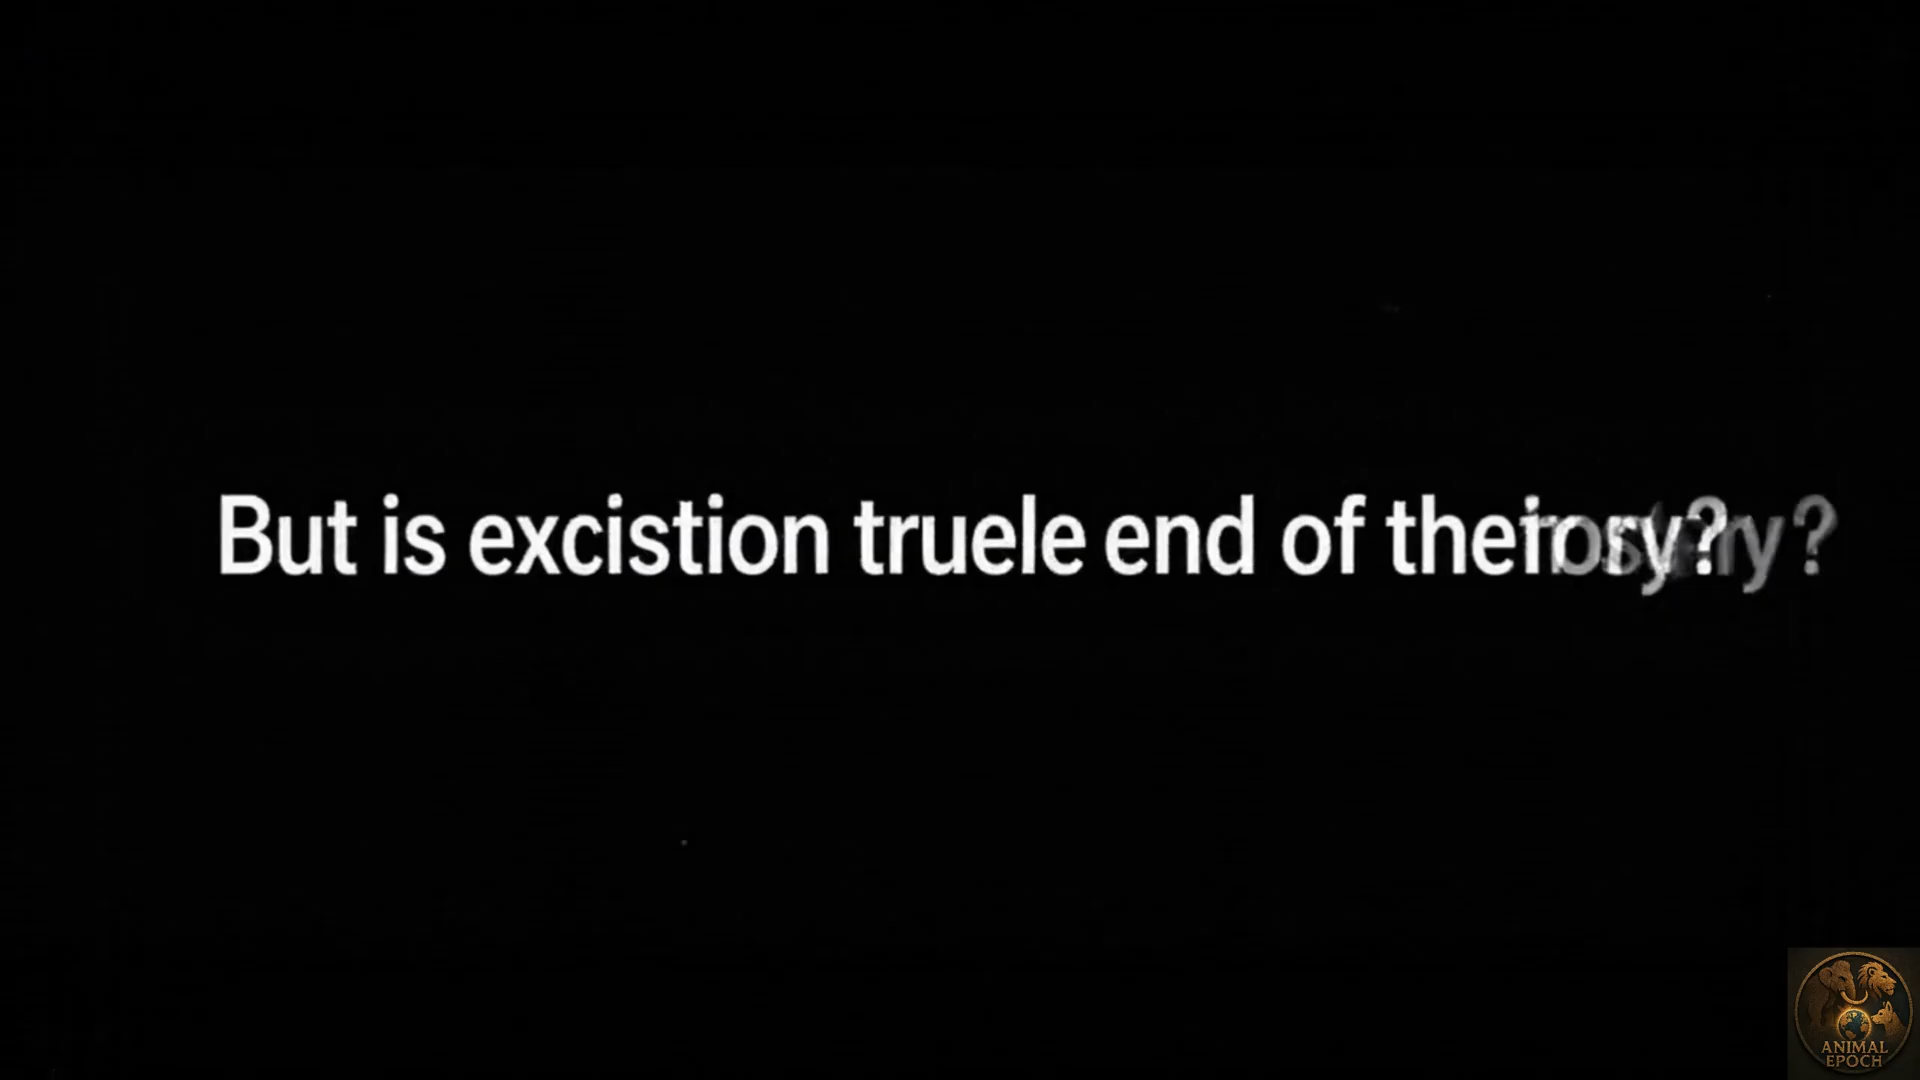 But is excistion truele end of
ANIMAL
EPOCH